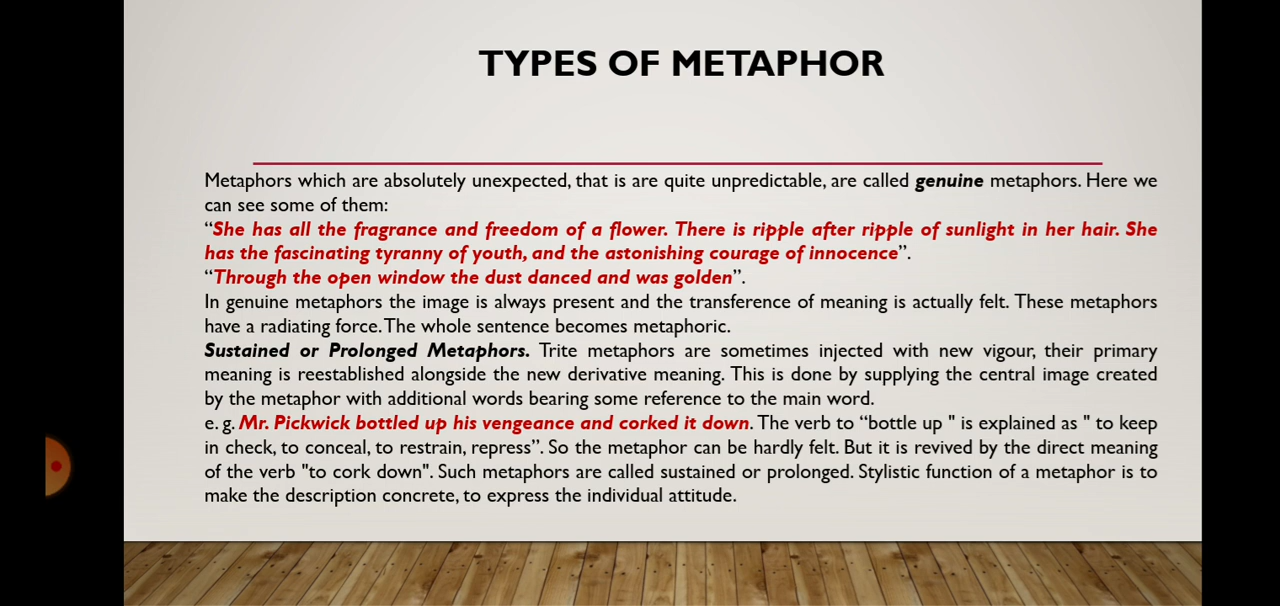 TYPES OF METAPHOR
Metaphors which are absolutely unexpected, that is are quite unpredictable, are called genuine metaphors. Here we
can see some of them:
“She has all the fragrance and freedom of a flower. There is ripple after ripple of sunlight in her hair. She
has the fascinating tyranny of youth, and the astonishing courage of innocence”.
“Through the open window the dust danced and was golden”.
In genuine metaphors the image is always present and the transference of meaning is actually felt. These metaphors
have a radiating force. The whole sentence becomes metaphoric.
Sustained or Prolonged Metaphors. Trite metaphors are sometimes injected with new vigour, their primary
meaning is reestablished alongside the new derivative meaning. This is done by supplying the central image created
by the metaphor with additional words bearing some reference to the main word.
e. g. Mr. Pickwick bottled up his vengeance and corked it down. The verb to “bottle up " is explained as " to keep
in check, to conceal, to restrain, repress”. So the metaphor can be hardly felt. But it is revived by the direct meaning
of the verb "to cork down". Such metaphors are called sustained or prolonged. Stylistic function of a metaphor is to
make the description concrete, to express the individual attitude.